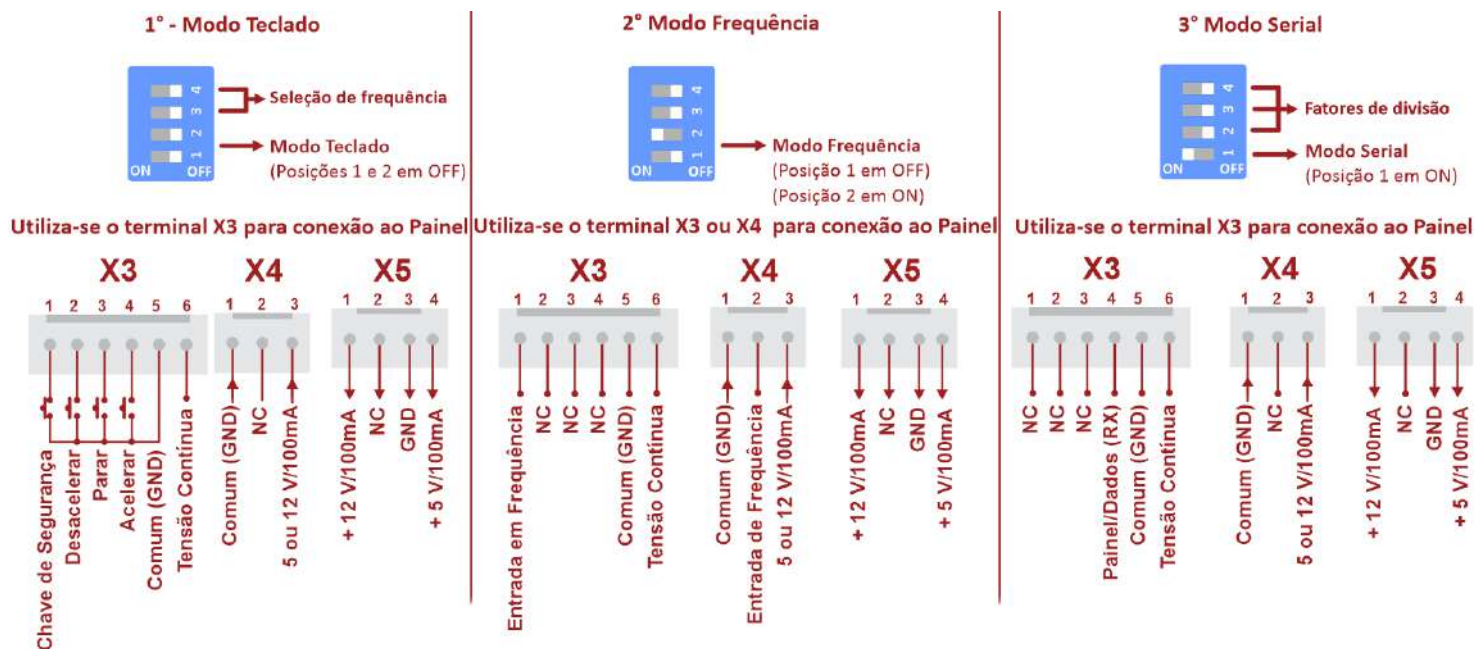 1° - Modo Teclado
4
3
2
1
ON
OFF
Seleção de frequência
Modo Teclado
(Posições 1 e 2 em OFF)
Utiliza-se o terminal X3 para conexão ao Painel
X3
1 2 3 4 5 6
Chave de Segurança
Desacelerar
Parar
Acelerar
Comum (GND)
Tensão Contínua
X4
1 2 3
Comum (GND)
NC
5 ou 12 V/100mA
X5
1 2 3 4
+ 12 V/100mA
NC
GND
+ 5 V/100mA
2° Modo Frequência
4
3
2
1
ON
OFF
Modo Frequência
(Posição 1 em OFF)
(Posição 2 em ON)
Utiliza-se o terminal X3 ou X4 para conexão ao Painel
X3
1 2 3 4 5 6
Entrada em Frequência
NC
NC
NC
Comum (GND)
Tensão Contínua
X4
1 2 3
Comum (GND)
Entrada de Frequência
5 ou 12 V/100mA
X5
1 2 3 4
+ 12 V/100mA
NC
GND
+ 5 V/100mA
3° Modo Serial
4
3
2
1
ON
OFF
Fatores de divisão
Modo Serial
(Posição 1 em ON)
Utiliza-se o terminal X3 para conexão ao Painel
X3
1 2 3 4 5 6
NC
NC
NC
Painel/Dados (RX)
Comum (GND)
Tensão Contínua
X4
1 2 3
Comum (GND)
NC
5 ou 12 V/100mA
X5
1 2 3 4
+ 12 V/100mA
NC
GND
+ 5 V/100mA